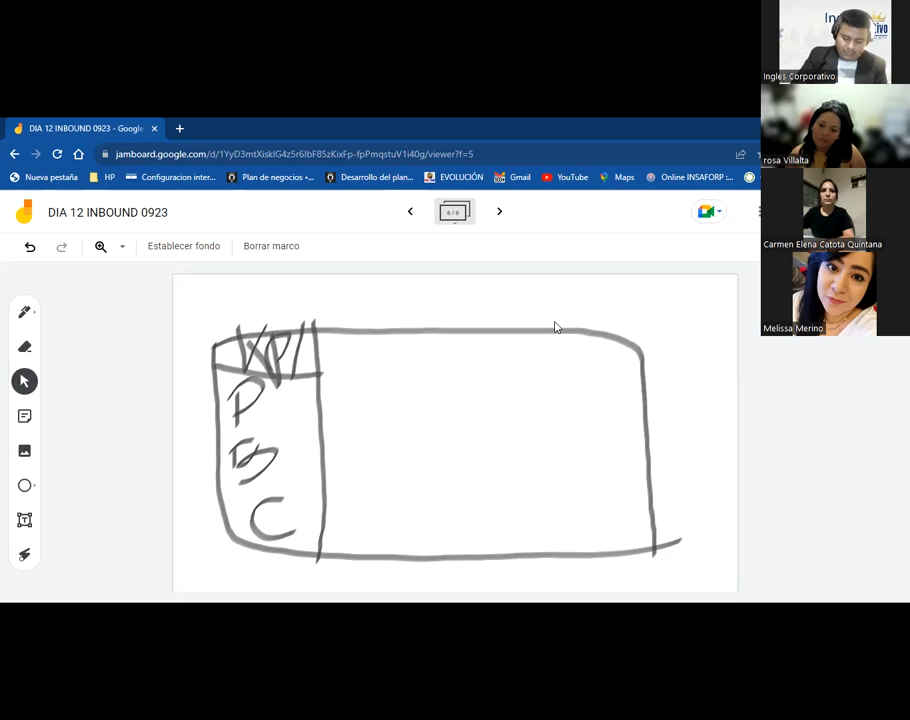 Ingles Corporativo
rosa Villalta
Carmen Elena Catota Quintana
Melissa Merino
DIA 12 INBOUND 0923 - Google
jamboard.google.com/d/1YyD3mtXiskIG4z5r6IbF85zKixFp-fpPmqstuV1i40g/viewer?f=5
Nueva pestaña
HP
Configuracion inter...
Plan de negocios •...
Desarrollo del plan...
EVOLUCIÓN
Gmail
YouTube
Maps
Online INSAFORP :...
DIA 12 INBOUND 0923
6/6
Establecer fondo
Borrar marco
KPI
P
B
C